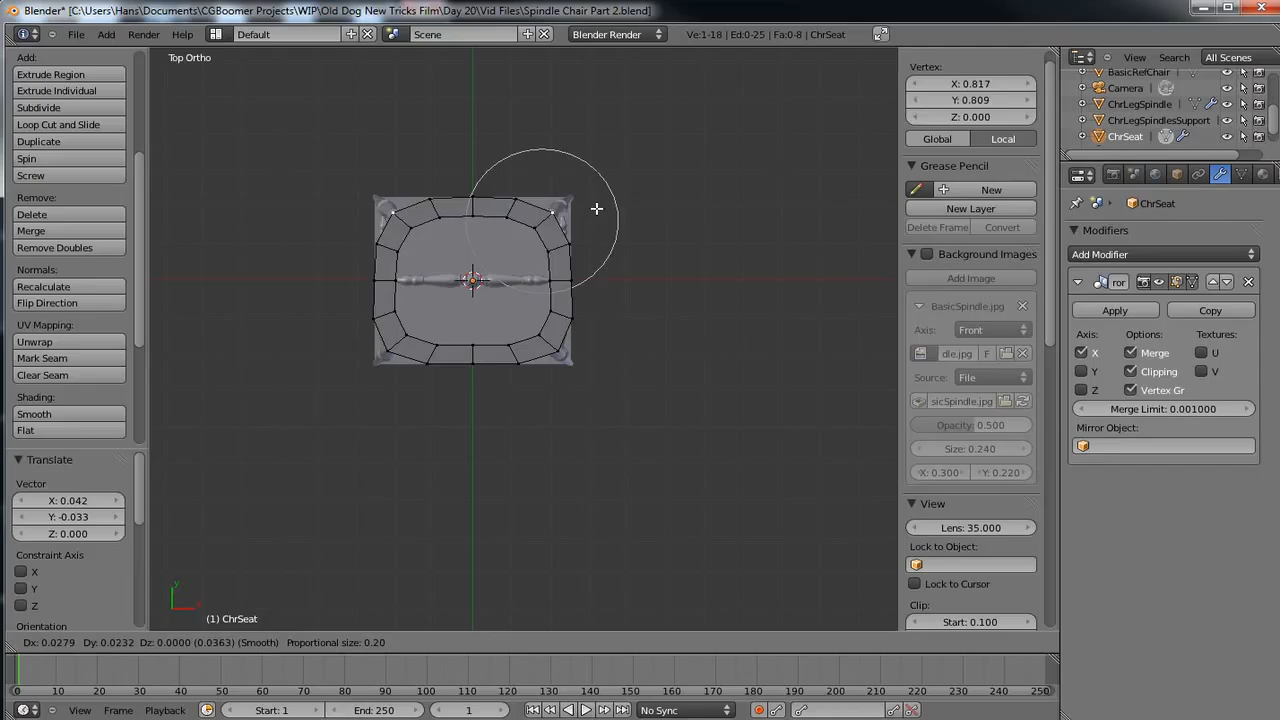 Blender* [C:\Users\Hans\Documents\CGBoomer Projects\WIP\Old Dog New Tricks Film\Day 20\Vid Files\Spindle Chair Part 2.blend]
File Add Render Help Default Scene Blender Render Ve:1-18 | Ed:0-25 | Fa:0-8 | ChrSeat
View Search All Scenes
Add:
Extrude Region
Extrude Individual
Subdivide
Loop Cut and Slide
Duplicate
Spin
Screw
Remove:
Delete
Merge
Remove Doubles
Normals:
Recalculate
Flip Direction
UV Mapping:
Unwrap
Mark Seam
Clear Seam
Shading:
Smooth
Flat
Translate
Vector
X: 0.042
Y: -0.033
Z: 0.000
Constraint Axis
X
Y
Z
Orientation
Top Ortho
y
(1) ChrSeat
Dx: 0.0279 Dy: 0.0232 Dz: 0.0000 (0.0363) (Smooth) Proportional size: 0.20
Vertex:
X: 0.817
Y: 0.809
Z: 0.000
Global Local
Grease Pencil
New
New Layer
Delete Frame Convert
Background Images
Add Image
BasicSpindle.jpg
Axis: Front
dle.jpg F
Source: File
sicSpindle.jpg
Opacity: 0.500
Size: 0.240
X: 0.300 Y: 0.220
View
Lens: 35.000
Lock to Object:
Lock to Cursor
Clip:
Start: 0.100
BasicRefChair
Camera
ChrLegSpindle
ChrLegSpindlesSupport
ChrSeat
ChrSeat
Modifiers
Add Modifier
ror
Apply Copy
Axis: Options: Textures:
X Merge U
Y Clipping V
Z Vertex Gr
Merge Limit: 0.001000
Mirror Object:
0 10 20 30 40 50 60 70 80 90 100 110 120 130 140 150 160 170 180 190 200 210 220 230 240 250
View Frame Playback Start: 1 End: 250 1 No Sync